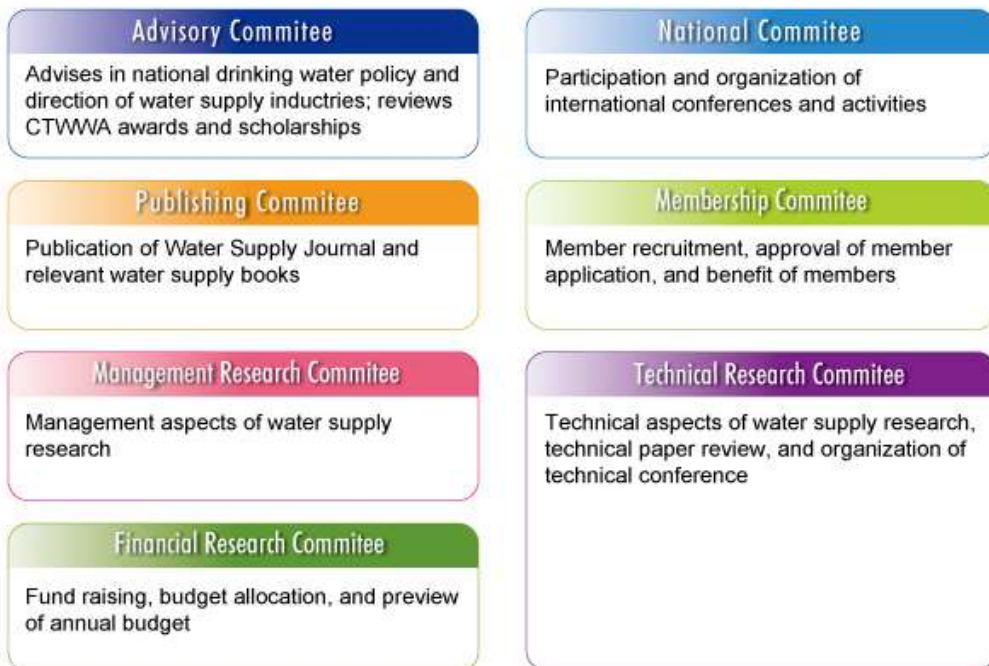 Advisory Commitee
Advises in national drinking water policy and
direction of water supply inductries; reviews
CTWWA awards and scholarships
National Commitee
Participation and organization of
international conferences and activities
Publishing Commitee
Publication of Water Supply Journal and
relevant water supply books
Membership Commitee
Member recruitment, approval of member
application, and benefit of members
Management Research Commitee
Management aspects of water supply
research
Technical Research Commitee
Technical aspects of water supply research,
technical paper review, and organization of
technical conference
Financial Research Commitee
Fund raising, budget allocation, and preview
of annual budget